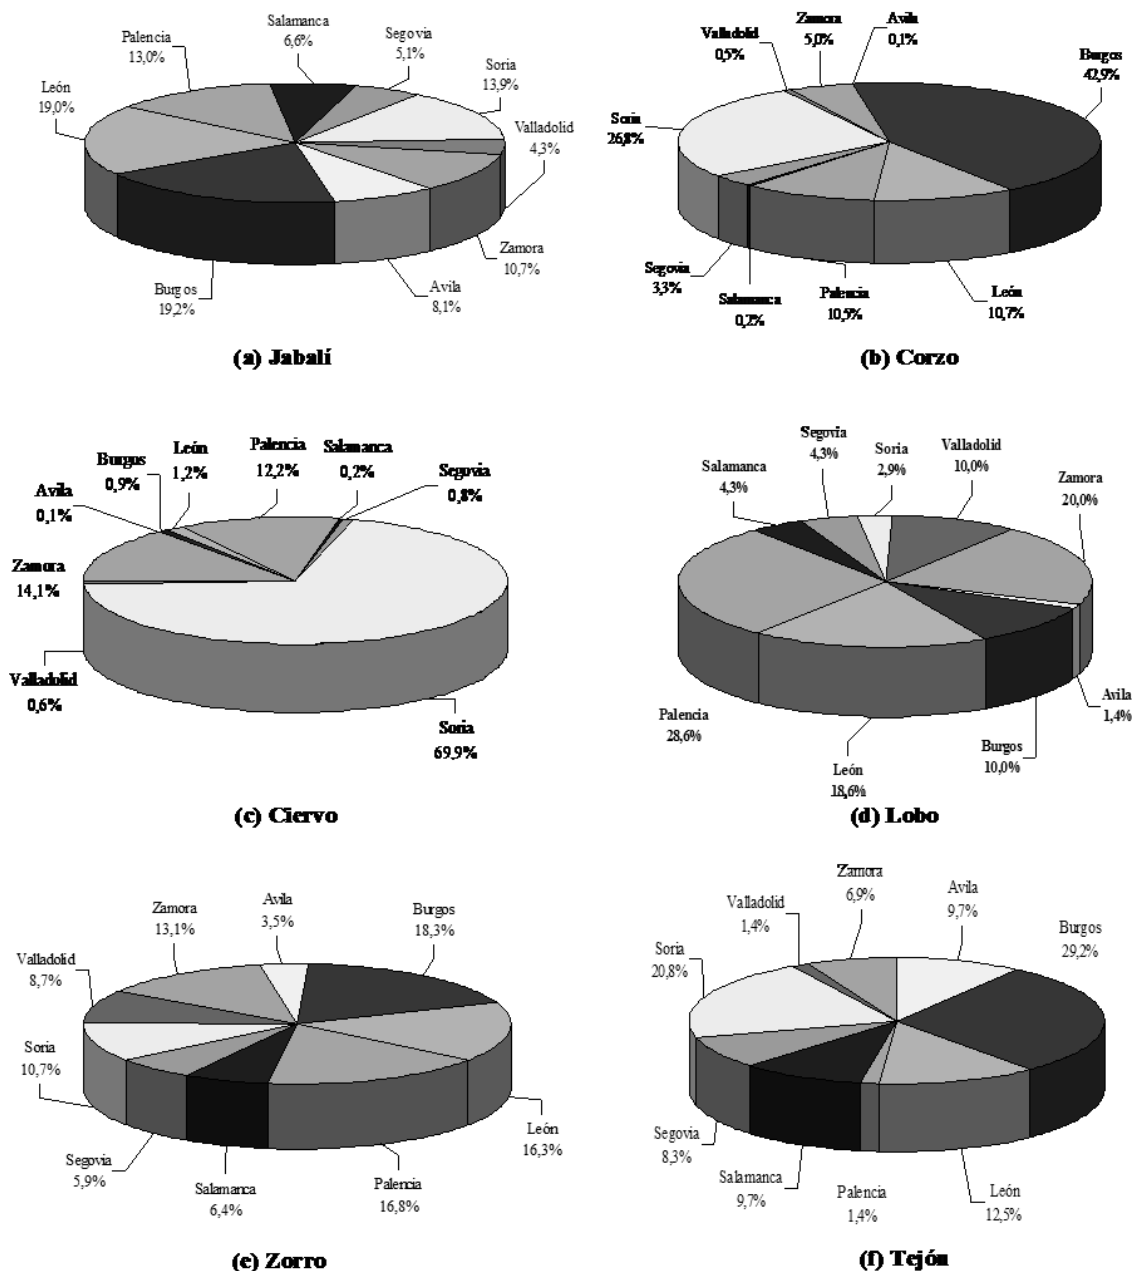 Salamanca
6,6%
Segovia
5,1%
Soria
13,9%
Valladolid
4,3%
Zamora
10,7%
Avila
8,1%
Burgos
19,2%
León
19,0%
Palencia
13,0%
(a) Jabalí
Avila
0,1%
Burgos
42,9%
León
10,7%
Palencia
10,5%
Salamanca
0,2%
Segovia
3,3%
Soria
26,8%
Valladolid
0,5%
Zamora
5,0%
(b) Corzo
Avila
0,1%
Burgos
0,9%
León
1,2%
Palencia
12,2%
Salamanca
0,2%
Segovia
0,8%
Soria
69,9%
Valladolid
0,6%
Zamora
14,1%
(c) Ciervo
Salamanca
4,3%
Segovia
4,3%
Soria
2,9%
Valladolid
10,0%
Zamora
20,0%
Avila
1,4%
Burgos
10,0%
León
18,6%
Palencia
28,6%
(d) Lobo
Avila
3,5%
Burgos
18,3%
León
16,3%
Palencia
16,8%
Salamanca
6,4%
Segovia
5,9%
Soria
10,7%
Valladolid
8,7%
Zamora
13,1%
(e) Zorro
Zamora
6,9%
Avila
9,7%
Burgos
29,2%
León
12,5%
Palencia
1,4%
Salamanca
9,7%
Segovia
8,3%
Soria
20,8%
Valladolid
1,4%
(f) Tejón